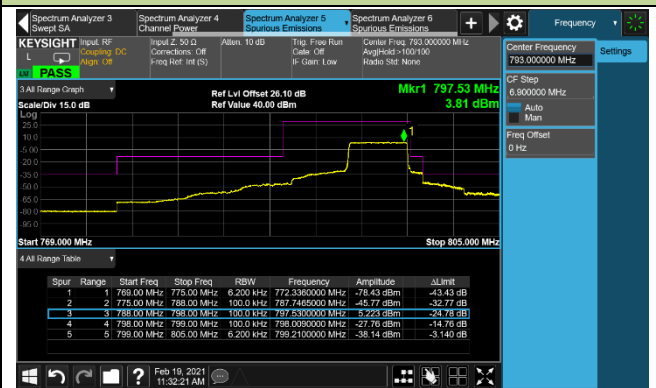 Spectrum Analyzer 3
Swept SA
Spectrum Analyzer 4
Channel Power
Spectrum Analyzer 5
Spurious Emissions
Spectrum Analyzer 6
Spurious Emissions
Frequency
KEYSIGHT
L
Input: RF
Coupling: DC
Align: Off
Input Z: 50 Ω
Corrections: Off
Freq Ref: Int (S)
Atten: 10 dB
Trig: Free Run
Gate: Off
IF Gain: Low
Center Freq: 793.000000 MHz
Avg|Hold:>100/100
Radio Std: None
PASS
Center Frequency
793.000000 MHz
Settings
CF Step
6.900000 MHz
Auto
Man
Freq Offset
0 Hz
3 All Range Graph
Scale/Div 15.0 dB
Ref Lvl Offset 26.10 dB
Ref Value 40.00 dBm
Mkr1 797.53 MHz
3.81 dBm
Log
25.0
10.0
-5.00
-20.0
-35.0
-50.0
-65.0
-80.0
-95.0
1
Start 769.000 MHz
Stop 805.000 MHz
4 All Range Table
Spur Range Start Freq Stop Freq RBW Frequency Amplitude ΔLimit
1 1 769.00 MHz 775.00 MHz 6.200 kHz 772.3360000 MHz -78.43 dBm -43.43 dB
2 2 775.00 MHz 788.00 MHz 100.0 kHz 787.7465000 MHz -45.77 dBm -32.77 dB
3 3 788.00 MHz 798.00 MHz 100.0 kHz 797.5300000 MHz 5.223 dBm -24.78 dB
4 4 798.00 MHz 799.00 MHz 100.0 kHz 798.0090000 MHz -27.76 dBm -14.76 dB
5 5 799.00 MHz 805.00 MHz 6.200 kHz 799.2100000 MHz -38.14 dBm -3.140 dB
Feb 19, 2021
11:32:21 AM